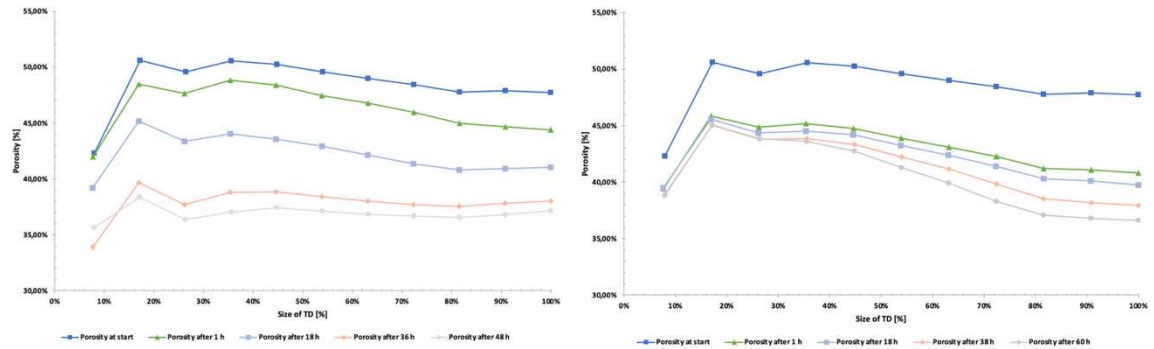 55,00%
50,00%
45,00%
40,00%
35,00%
30,00%
Porosity [%]
0% 10% 20% 30% 40% 50% 60% 70% 80% 90% 100%
Size of TD [%]
Porosity at start Porosity after 1 h Porosity after 18 h Porosity after 36 h Porosity after 48 h
55,00%
50,00%
45,00%
40,00%
35,00%
30,00%
Porosity [%]
0% 10% 20% 30% 40% 50% 60% 70% 80% 90% 100%
Size of TD [%]
Porosity at start Porosity after 1 h Porosity after 18 h Porosity after 38 h Porosity after 60 h